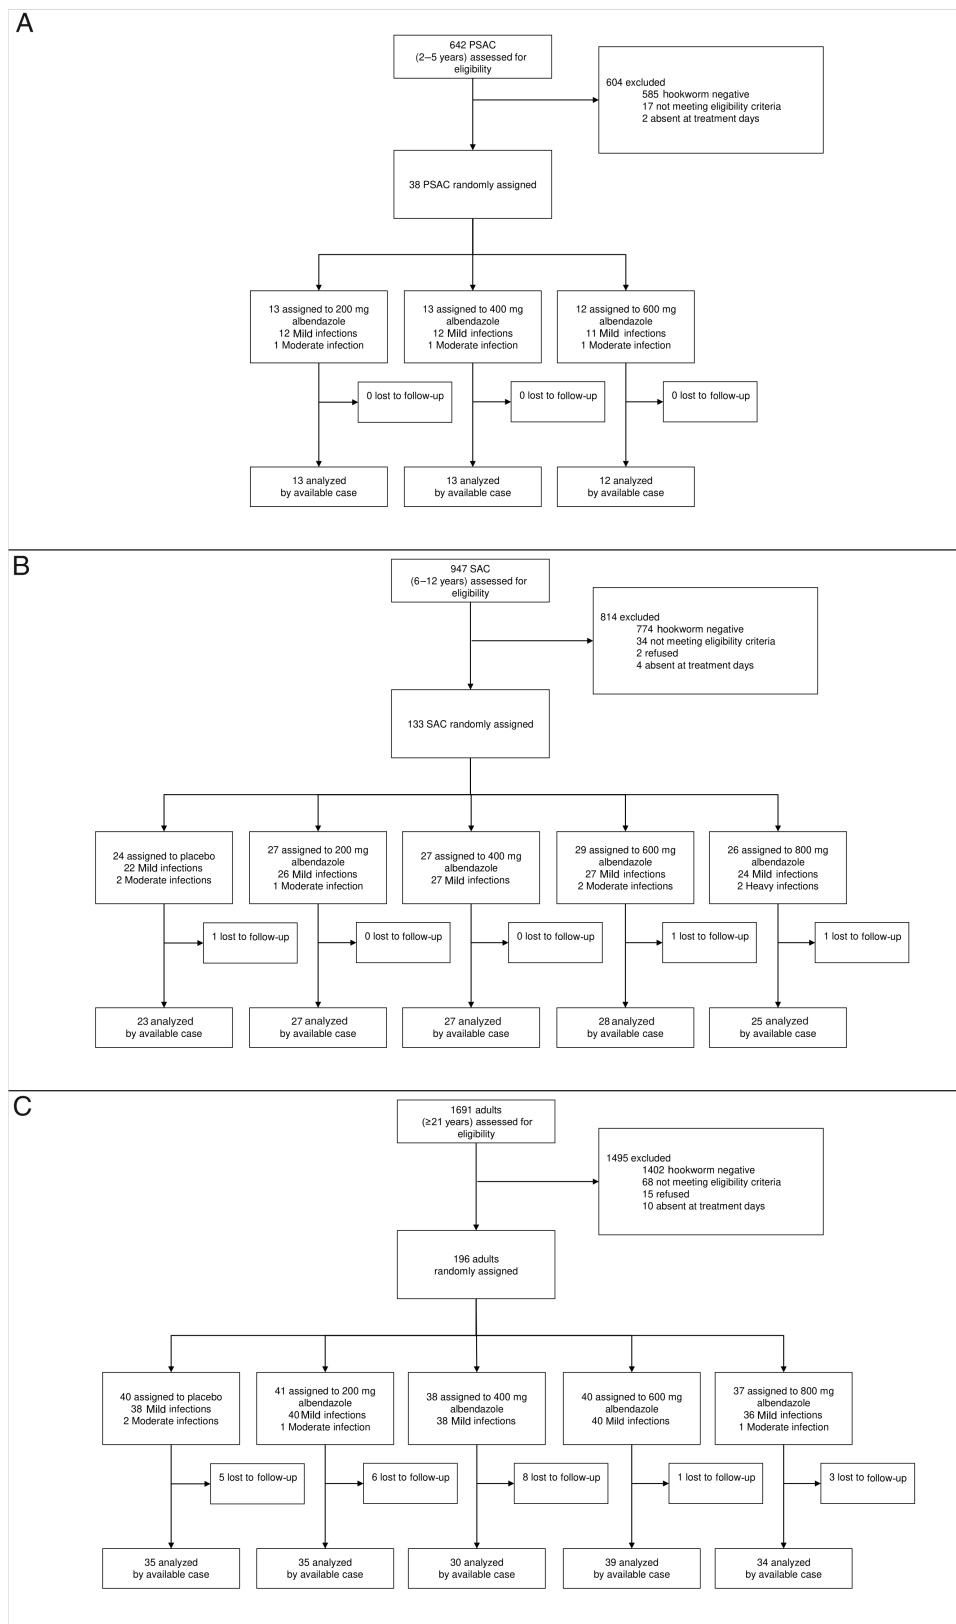 A
642 PSAC
(2–5 years) assessed for
eligibility
604 excluded
585 hookworm negative
17 not meeting eligibility criteria
2 absent at treatment days
38 PSAC randomly assigned
13 assigned to 200 mg
albendazole
12 Mild infections
1 Moderate infection
13 assigned to 400 mg
albendazole
12 Mild infections
1 Moderate infection
12 assigned to 600 mg
albendazole
11 Mild infections
1 Moderate infection
0 lost to follow-up
0 lost to follow-up
0 lost to follow-up
13 analyzed
by available case
13 analyzed
by available case
12 analyzed
by available case
B
947 SAC
(6–12 years) assessed for
eligibility
814 excluded
774 hookworm negative
34 not meeting eligibility criteria
2 refused
4 absent at treatment days
133 SAC randomly assigned
24 assigned to placebo
22 Mild infections
2 Moderate infections
27 assigned to 200 mg
albendazole
26 Mild infections
1 Moderate infection
27 assigned to 400 mg
albendazole
27 Mild infections
29 assigned to 600 mg
albendazole
27 Mild infections
2 Moderate infections
26 assigned to 800 mg
albendazole
24 Mild infections
2 Heavy infections
1 lost to follow-up
0 lost to follow-up
0 lost to follow-up
1 lost to follow-up
1 lost to follow-up
23 analyzed
by available case
27 analyzed
by available case
27 analyzed
by available case
28 analyzed
by available case
25 analyzed
by available case
C
1691 adults
(≥21 years) assessed for
eligibility
1495 excluded
1402 hookworm negative
68 not meeting eligibility criteria
15 refused
10 absent at treatment days
196 adults
randomly assigned
40 assigned to placebo
38 Mild infections
2 Moderate infections
41 assigned to 200 mg
albendazole
40 Mild infections
1 Moderate infection
38 assigned to 400 mg
albendazole
38 Mild infections
40 assigned to 600 mg
albendazole
40 Mild infections
37 assigned to 800 mg
albendazole
36 Mild infections
1 Moderate infection
5 lost to follow-up
6 lost to follow-up
8 lost to follow-up
1 lost to follow-up
3 lost to follow-up
35 analyzed
by available case
35 analyzed
by available case
30 analyzed
by available case
39 analyzed
by available case
34 analyzed
by available case